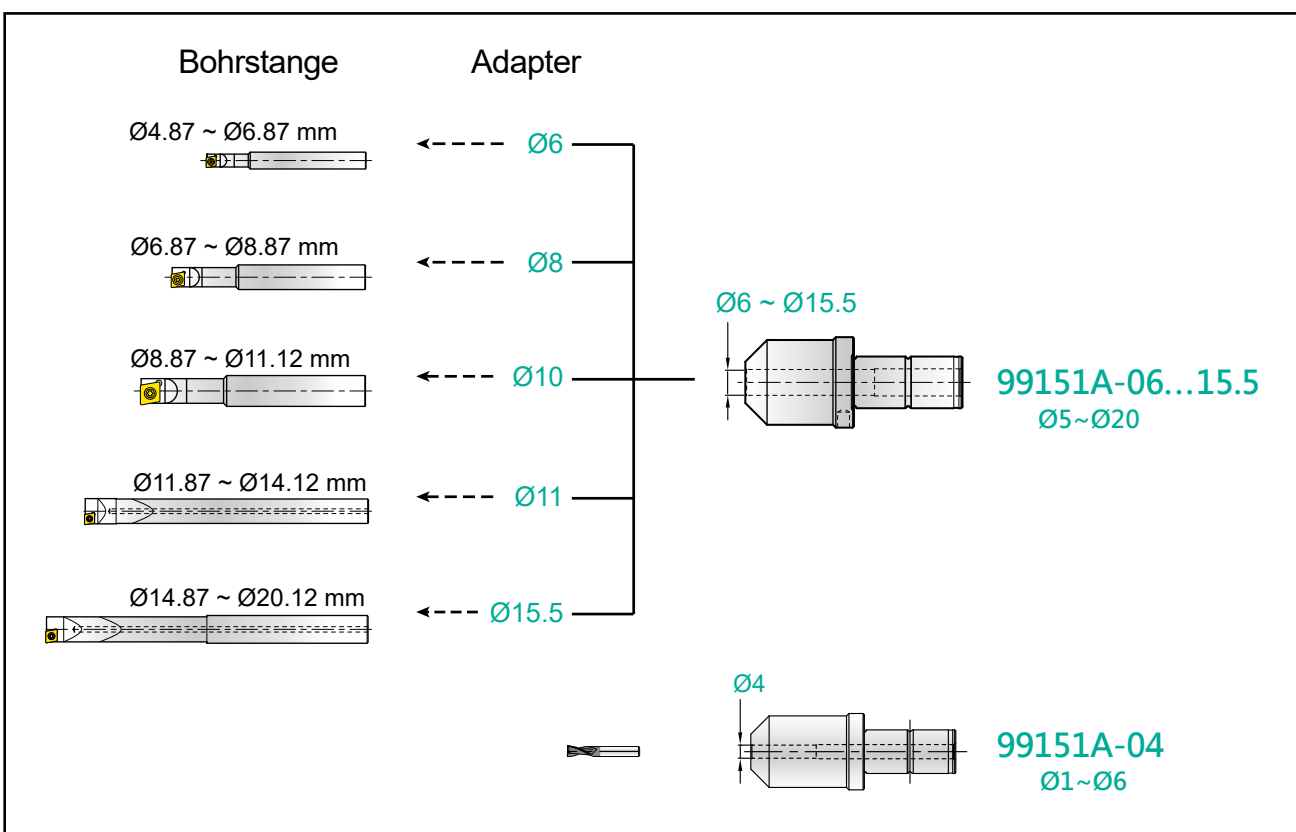 Bohrstange Adapter
Ø4.87 ~ Ø6.87 mm
Ø6
Ø6.87 ~ Ø8.87 mm
Ø8
Ø6 ~ Ø15.5
Ø8.87 ~ Ø11.12 mm
Ø10
99151A-06...15.5
Ø5~Ø20
Ø11.87 ~ Ø14.12 mm
Ø11
Ø14.87 ~ Ø20.12 mm
Ø15.5
Ø4
99151A-04
Ø1~Ø6